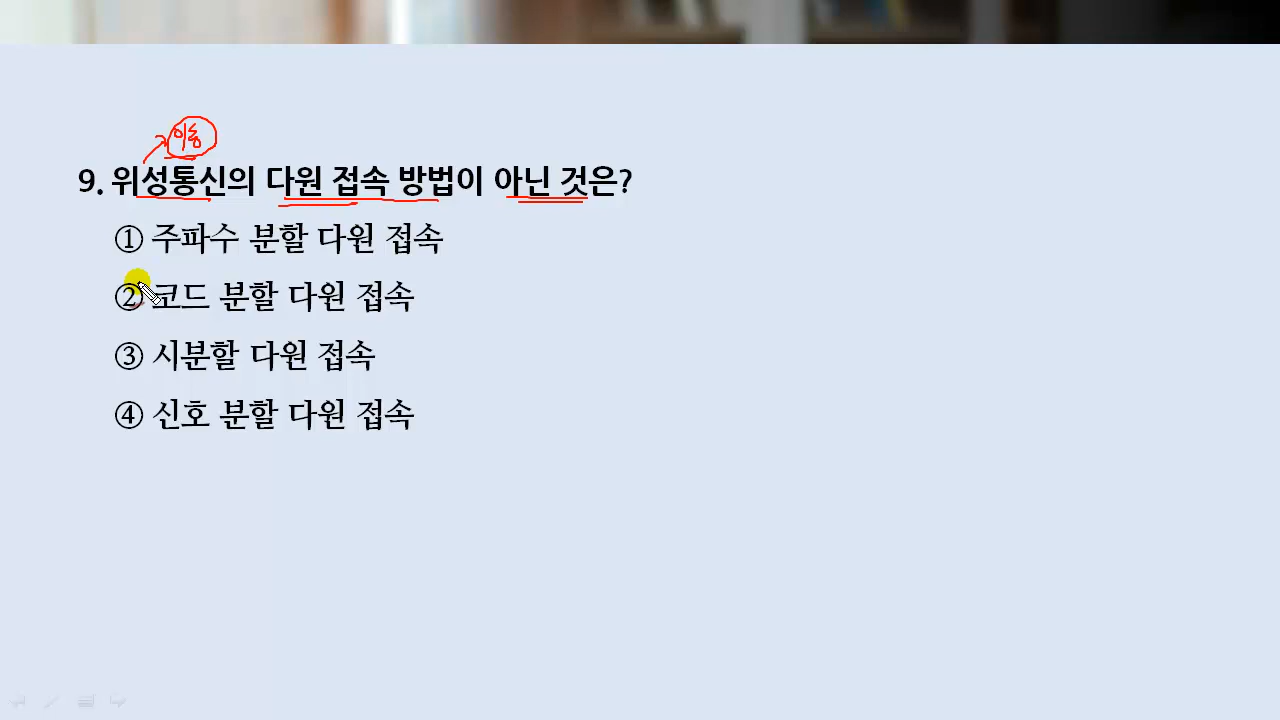 이동
9. 위성통신의 다원 접속 방법이 아닌 것은?
① 주파수 분할 다원 접속
② 코드 분할 다원 접속
③ 시분할 다원 접속
④ 신호 분할 다원 접속